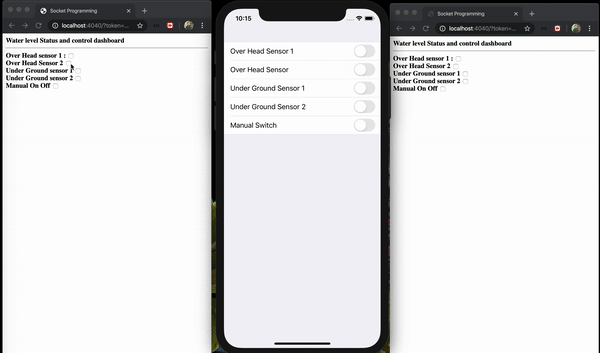 Socket Programming
localhost:4040/?token=...
Water level Status and control dashboard
Over Head sensor 1 :
Over Head Sensor 2
Under Ground sensor 1
Under Ground sensor 2
Manual On Off
10:15
Over Head Sensor 1
Over Head Sensor
Under Ground Sensor 1
Under Ground Sensor 2
Manual Switch
Socket Programming
localhost:4040/?token=...
Water level Status and control dashboard
Over Head sensor 1 :
Over Head Sensor 2
Under Ground sensor 1
Under Ground sensor 2
Manual On Off